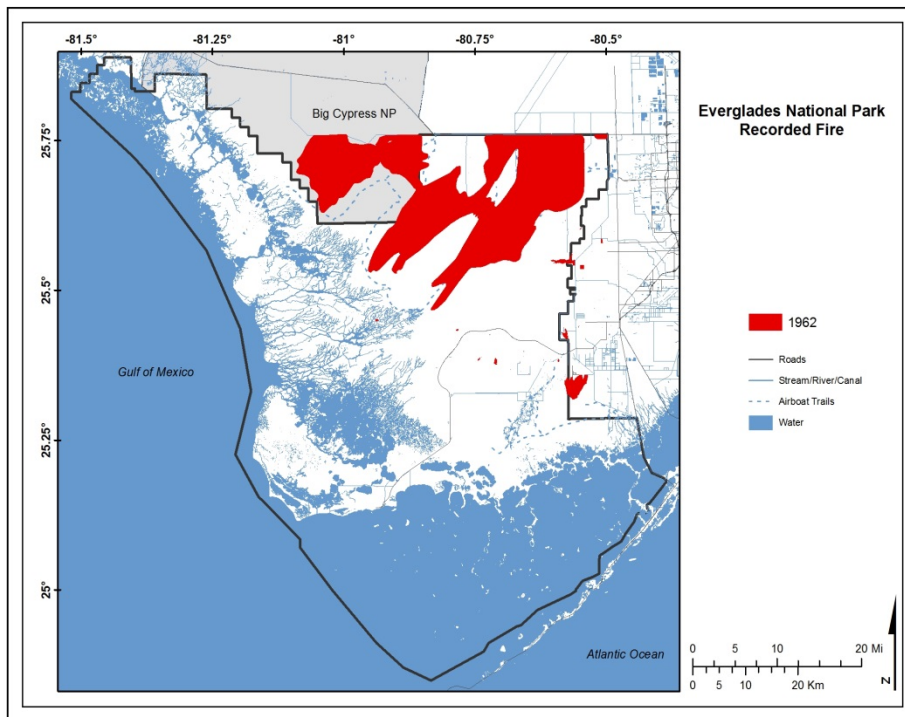 -81.5
-81.25
-81°
-80.75
-80.5
Big Cypress NP
Everglades National Park
Recorded Fire
25.75°
25.5°
25.25°
25°
Gulf of Mexico
Atlantic Ocean
1962
Roads
Stream/River/Canal
Airboat Trails
Water
0 5 10 20 Mi
0 5 10 20 Km
N